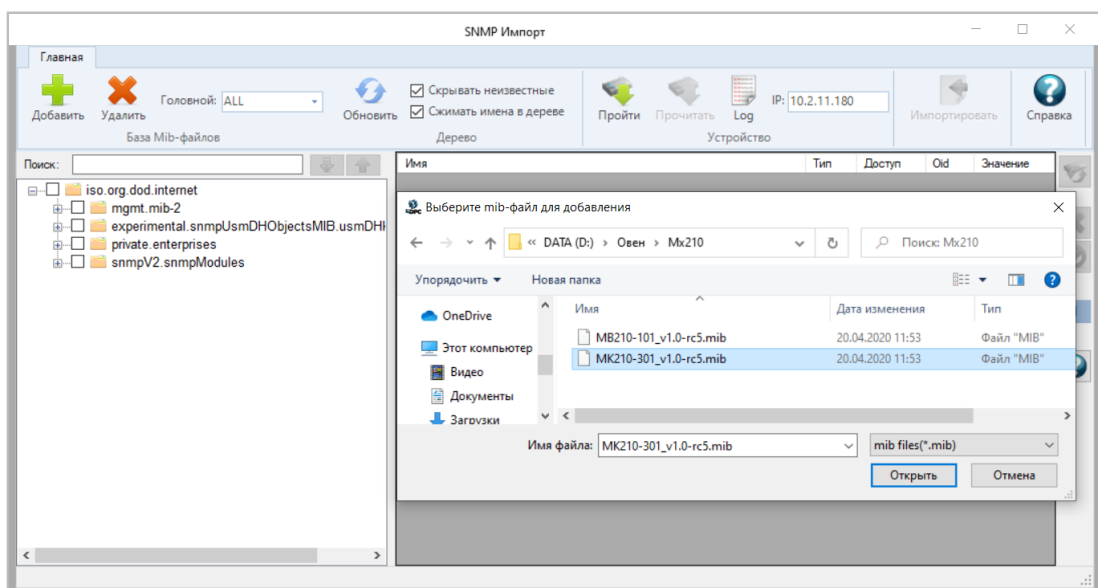 SNMP Импорт
Главная
Добавить
Удалить
Головной: ALL
Обновить
Скрывать неизвестные
Сжимать имена в дереве
Пройти
Прочитать
Log
IP: 10.2.11.180
Импортировать
Справка
База Mib-файлов
Дерево
Устройство
Поиск:
Имя Тип Доступ Oid Значение
iso.org.dod.internet
mgmt.mib-2
experimental.snmpUsmDHObjectsMIB.usmDHK
private.enterprises
snmpV2.snmpModules
Выберите mib-файл для добавления
« DATA (D:) › Овен › Mx210
Поиск: Mx210
Упорядочить Новая папка
Имя Дата изменения Тип
OneDrive
Этот компьютер
Видео
Документы
Загрузки
MB210-101_v1.0-rc5.mib 20.04.2020 11:53 Файл "MIB"
MK210-301_v1.0-rc5.mib 20.04.2020 11:53 Файл "MIB"
Имя файла: MK210-301_v1.0-rc5.mib mib files(*.mib)
Открыть Отмена